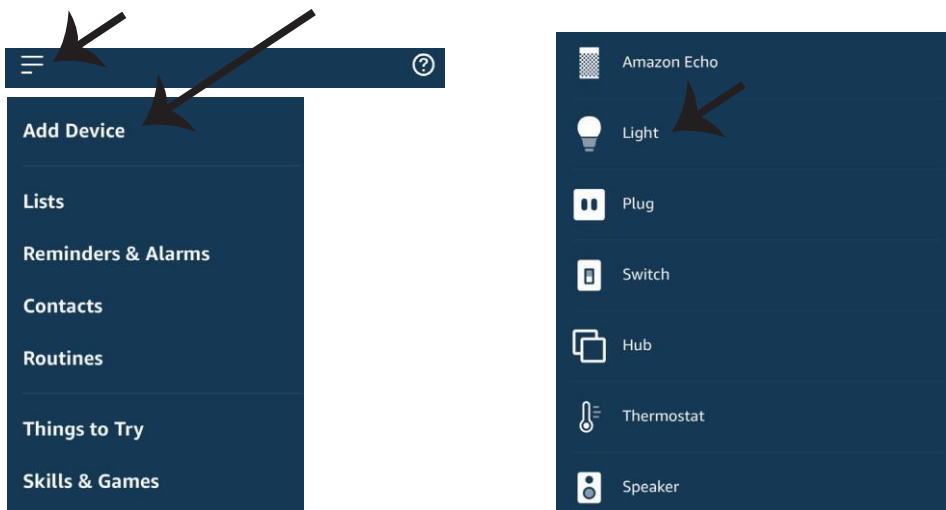 ?
Add Device
Lists
Reminders & Alarms
Contacts
Routines
Things to Try
Skills & Games
Amazon Echo
Light
Plug
Switch
Hub
Thermostat
Speaker